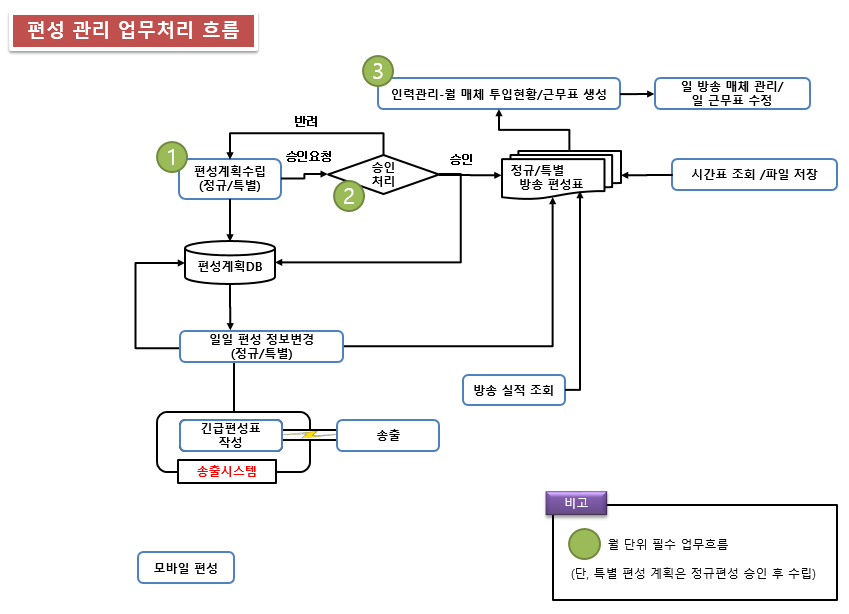 편성 관리 업무처리 흐름
3
인력관리-월 매체 투입현황/근무표 생성
일 방송 매체 관리/
일 근무표 수정
반려
1
편성계획수립
(정규/특별)
승인요청
승인
처리
2
승인
정규/특별
방송 편성표
시간표 조회 /파일 저장
편성계획DB
일일 편성 정보변경
(정규/특별)
방송 실적 조회
긴급편성표
작성
송출
송출시스템
비고
월 단위 필수 업무흐름
(단, 특별 편성 계획은 정규편성 승인 후 수립)
모바일 편성